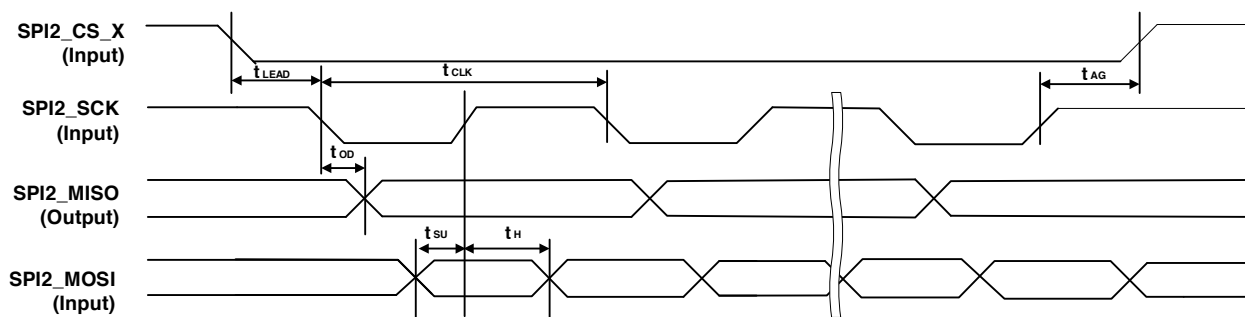 SPI2_CS_X
(Input)
tLEAD
tCLK
tAG
SPI2_SCK
(Input)
tOD
SPI2_MISO
(Output)
tSU
tH
SPI2_MOSI
(Input)